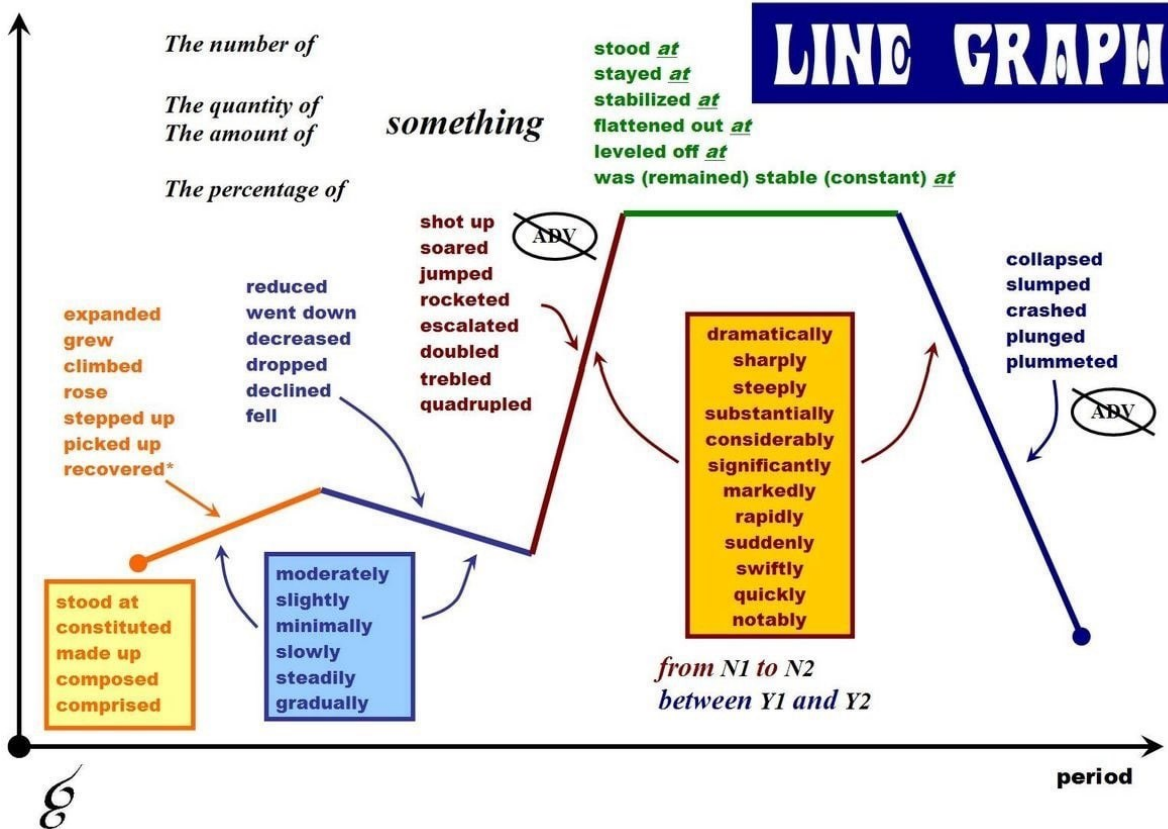 LINE GRAPH
The number of
The quantity of
The amount of
something
The percentage of
stood at
stayed at
stabilized at
flattened out at
leveled off at
was (remained) stable (constant) at
expanded
grew
climbed
rose
stepped up
picked up
recovered*
reduced
went down
decreased
dropped
declined
fell
shot up
soared
jumped
rocketed
escalated
doubled
trebled
quadrupled
ADV
collapsed
slumped
crashed
plunged
plummeted
ADV
dramatically
sharply
steeply
substantially
considerably
significantly
markedly
rapidly
suddenly
swiftly
quickly
notably
stood at
constituted
made up
composed
comprised
moderately
slightly
minimally
slowly
steadily
gradually
from N1 to N2
between Y1 and Y2
period